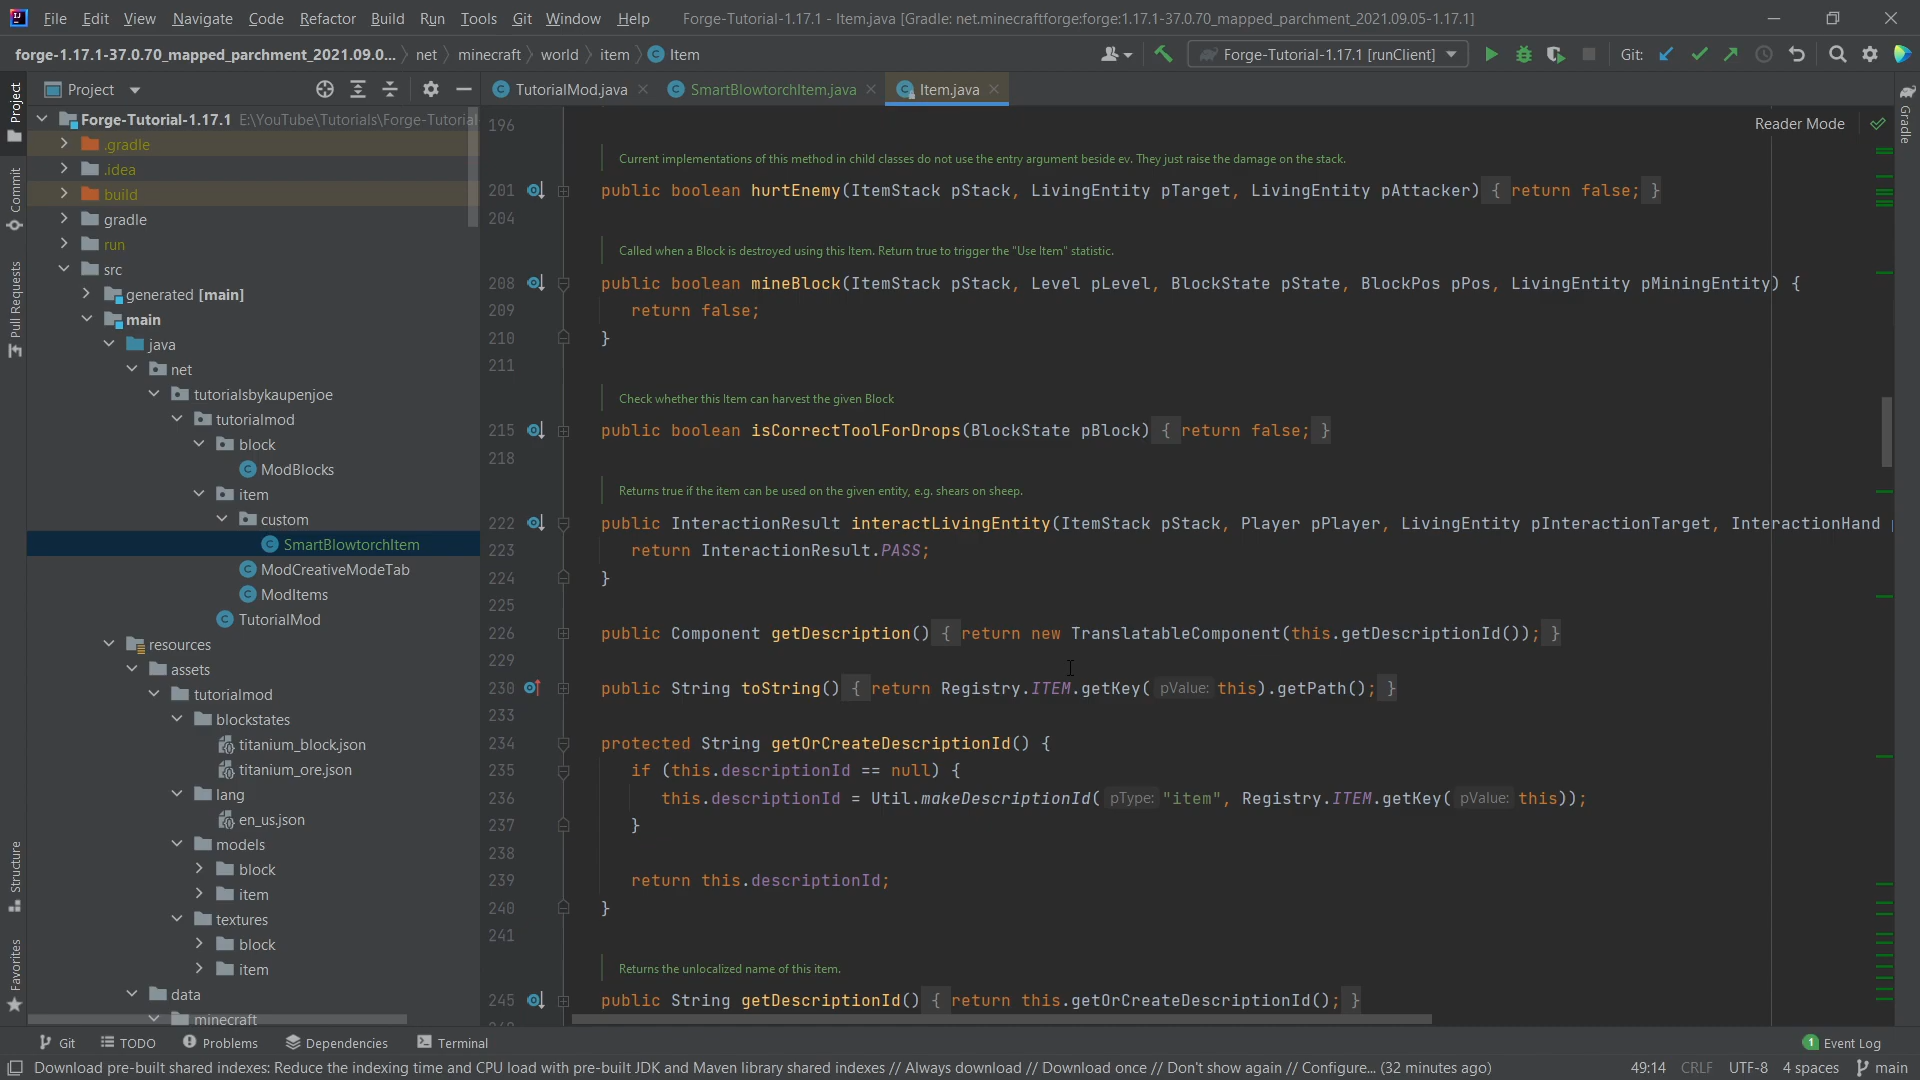 File Edit View Navigate Code Refactor Build Run Tools Git Window Help Forge-Tutorial-1.17.1 - Item.java [Gradle: net.minecraftforge:forge:1.17.1-37.0.70_mapped_parchment_2021.09.05-1.17.1]
forge-1.17.1-37.0.70_mapped_parchment_2021.09.0... net minecraft world item Item Forge-Tutorial-1.17.1 [runClient] Git:
Project TutorialMod.java SmartBlowtorchItem.java Item.java
Project
Commit
Pull Requests
Structure
Favorites
Gradle
Forge-Tutorial-1.17.1 E:\YouTube\Tutorials\Forge-Tutorial
.gradle
.idea
build
gradle
run
src
generated [main]
main
java
net
tutorialsbykaupenjoe
tutorialmod
block
ModBlocks
item
custom
SmartBlowtorchItem
ModCreativeModeTab
ModItems
TutorialMod
resources
assets
tutorialmod
blockstates
titanium_block.json
titanium_ore.json
lang
en_us.json
models
block
item
textures
block
item
data
minecraft
Reader Mode
196
Current implementations of this method in child classes do not use the entry argument beside ev. They just raise the damage on the stack.
201 public boolean hurtEnemy(ItemStack pStack, LivingEntity pTarget, LivingEntity pAttacker) { return false; }
204
Called when a Block is destroyed using this Item. Return true to trigger the "Use Item" statistic.
208 public boolean mineBlock(ItemStack pStack, Level pLevel, BlockState pState, BlockPos pPos, LivingEntity pMiningEntity) {
209 return false;
210 }
211
Check whether this Item can harvest the given Block
215 public boolean isCorrectToolForDrops(BlockState pBlock) { return false; }
218
Returns true if the item can be used on the given entity, e.g. shears on sheep.
222 public InteractionResult interactLivingEntity(ItemStack pStack, Player pPlayer, LivingEntity pInteractionTarget, InteractionHand
223 return InteractionResult.PASS;
224 }
225
226 public Component getDescription() { return new TranslatableComponent(this.getDescriptionId()); }
229
230 public String toString() { return Registry.ITEM.getKey( pValue: this).getPath(); }
233
234 protected String getOrCreateDescriptionId() {
235 if (this.descriptionId == null) {
236 this.descriptionId = Util.makeDescriptionId( pType: "item", Registry.ITEM.getKey( pValue: this));
237 }
238
239 return this.descriptionId;
240 }
241
Returns the unlocalized name of this item.
245 public String getDescriptionId() { return this.getOrCreateDescriptionId(); }
Git TODO Problems Dependencies Terminal 1 Event Log
Download pre-built shared indexes: Reduce the indexing time and CPU load with pre-built JDK and Maven library shared indexes // Always download // Download once // Don't show again // Configure... (32 minutes ago) 49:14 CRLF UTF-8 4 spaces main